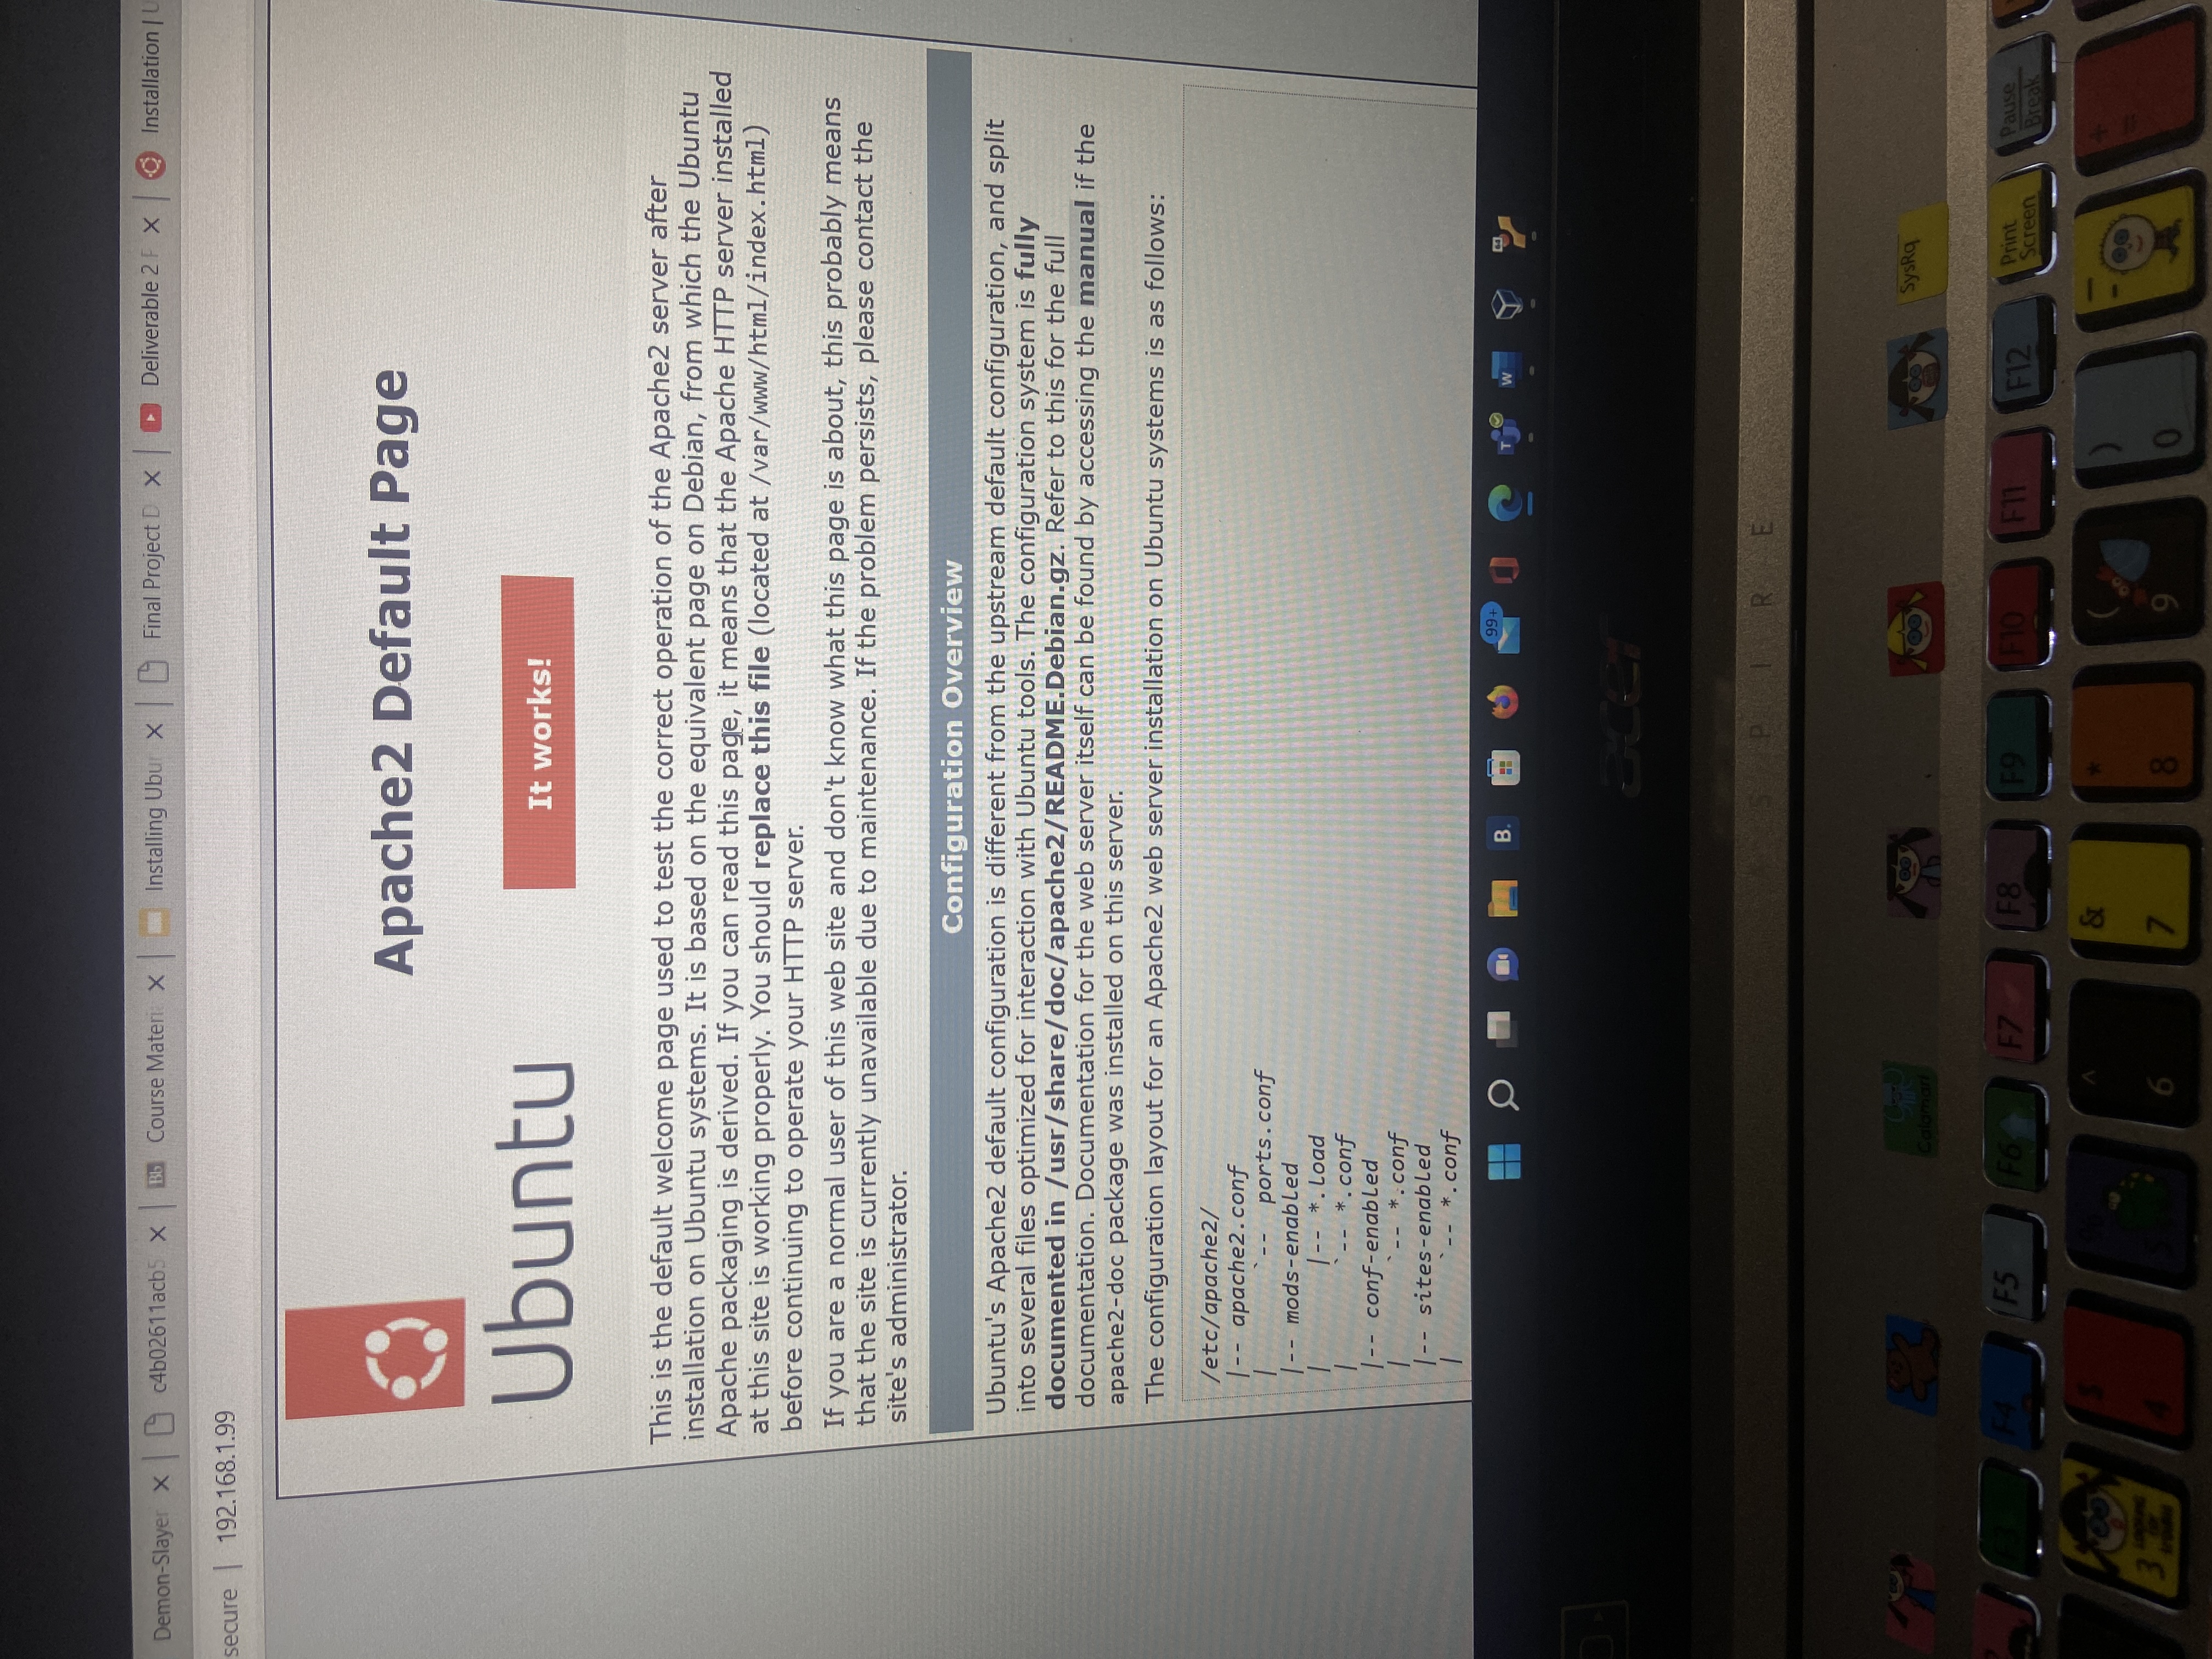 Demon-Slayer
c4b02611acb5
Bb
Course Materi
Installing Ubur
Final Project D
Deliverable 2 F
Installation | U
secure | 192.168.1.99
Apache2 Default Page
Ubuntu
It works!
This is the default welcome page used to test the correct operation of the Apache2 server after
installation on Ubuntu systems. It is based on the equivalent page on Debian, from which the Ubuntu
Apache packaging is derived. If you can read this page, it means that the Apache HTTP server installed
at this site is working properly. You should replace this file (located at /var/www/html/index.html)
before continuing to operate your HTTP server.
If you are a normal user of this web site and don't know what this page is about, this probably means
that the site is currently unavailable due to maintenance. If the problem persists, please contact the
site's administrator.
Configuration Overview
Ubuntu's Apache2 default configuration is different from the upstream default configuration, and split
into several files optimized for interaction with Ubuntu tools. The configuration system is fully
documented in /usr/share/doc/apache2/README.Debian.gz. Refer to this for the full
documentation. Documentation for the web server itself can be found by accessing the manual if the
apache2-doc package was installed on this server.
The configuration layout for an Apache2 web server installation on Ubuntu systems is as follows:
/etc/apache2/
|-- apache2.conf
|       `--  ports.conf
|-- mods-enabled
|       |-- *.load
|       `-- *.conf
|-- conf-enabled
|       `-- *.conf
|-- sites-enabled
|       `-- *.conf
B.
99+
T
W
64
acer
ASPIRE
Calamari
SysRq
F3
F4
F5
F6
F7
F8
F9
F10
F11
F12
Print
Screen
Pause
Break
$
%
^
&
*
(
)
–
-
+
=
3
4
5
6
7
8
9
0